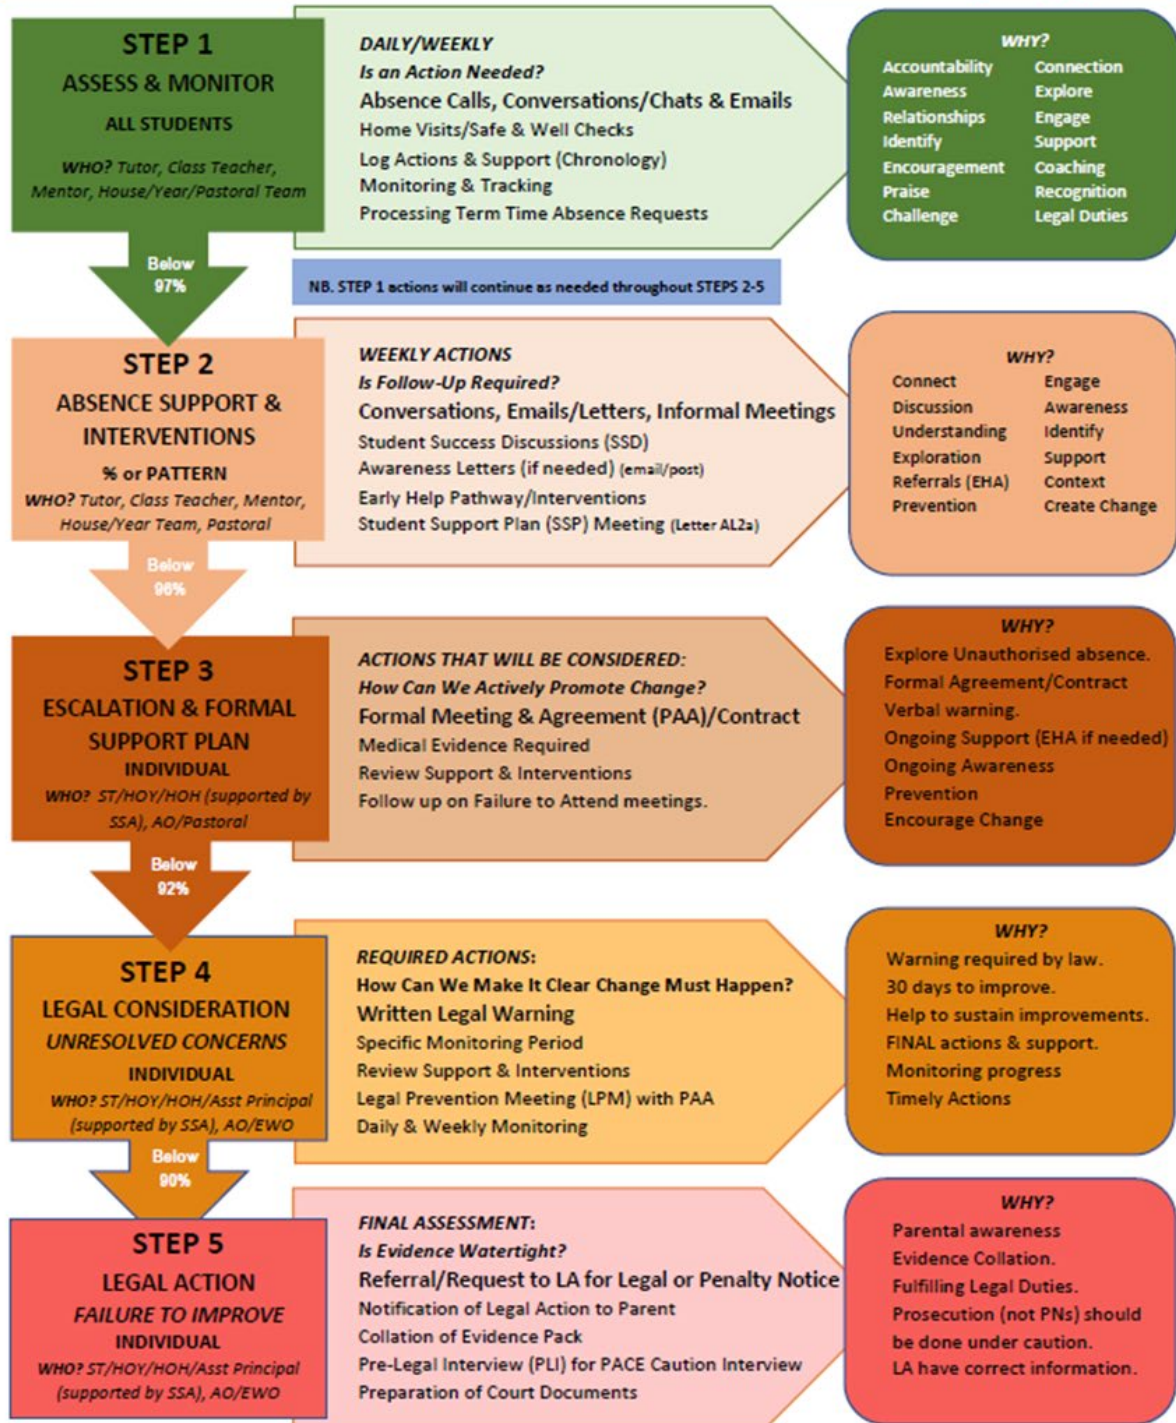 STEP 1
ASSESS & MONITOR
ALL STUDENTS
WHO? Tutor, Class Teacher,
Mentor, House/Year/Pastoral Team
DAILY/WEEKLY
Is an Action Needed?
Absence Calls, Conversations/Chats & Emails
Home Visits/Safe & Well Checks
Log Actions & Support (Chronology)
Monitoring & Tracking
Processing Term Time Absence Requests
WHY?
Accountability Connection
Awareness Explore
Relationships Engage
Identify Support
Encouragement Coaching
Praise Recognition
Challenge Legal Duties
Below
97%
NB. STEP 1 actions will continue as needed throughout STEPS 2-5
STEP 2
ABSENCE SUPPORT &
INTERVENTIONS
% or PATTERN
WHO? Tutor, Class Teacher, Mentor,
House/Year Team, Pastoral
WEEKLY ACTIONS
Is Follow-Up Required?
Conversations, Emails/Letters, Informal Meetings
Student Success Discussions (SSD)
Awareness Letters (if needed) (email/post)
Early Help Pathway/Interventions
Student Support Plan (SSP) Meeting (Letter AL2a)
WHY?
Connect Engage
Discussion Awareness
Understanding Identify
Exploration Support
Referrals (EHA) Context
Prevention Create Change
Below
96%
STEP 3
ESCALATION & FORMAL
SUPPORT PLAN
INDIVIDUAL
WHO? ST/HOY/HOH (supported by
SSA), AO/Pastoral
ACTIONS THAT WILL BE CONSIDERED:
How Can We Actively Promote Change?
Formal Meeting & Agreement (PAA)/Contract
Medical Evidence Required
Review Support & Interventions
Follow up on Failure to Attend meetings.
WHY?
Explore Unauthorised absence.
Formal Agreement/Contract
Verbal warning.
Ongoing Support (EHA if needed)
Ongoing Awareness
Prevention
Encourage Change
Below
92%
STEP 4
LEGAL CONSIDERATION
UNRESOLVED CONCERNS
INDIVIDUAL
WHO? ST/HOY/HOH/Asst Principal
(supported by SSA), AO/EWO
REQUIRED ACTIONS:
How Can We Make It Clear Change Must Happen?
Written Legal Warning
Specific Monitoring Period
Review Support & Interventions
Legal Prevention Meeting (LPM) with PAA
Daily & Weekly Monitoring
WHY?
Warning required by law.
30 days to improve.
Help to sustain improvements.
FINAL actions & support.
Monitoring progress
Timely Actions
Below
90%
STEP 5
LEGAL ACTION
FAILURE TO IMPROVE
INDIVIDUAL
WHO? ST/HOY/HOH/Asst Principal
(supported by SSA), AO/EWO
FINAL ASSESSMENT:
Is Evidence Watertight?
Referral/Request to LA for Legal or Penalty Notice
Notification of Legal Action to Parent
Collation of Evidence Pack
Pre-Legal Interview (PLI) for PACE Caution Interview
Preparation of Court Documents
WHY?
Parental awareness
Evidence Collation.
Fulfilling Legal Duties.
Prosecution (not PNs) should
be done under caution.
LA have correct information.